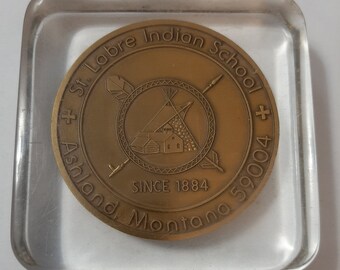 St. Labre Indian School
SINCE 1884
Ashland, Montana 59004